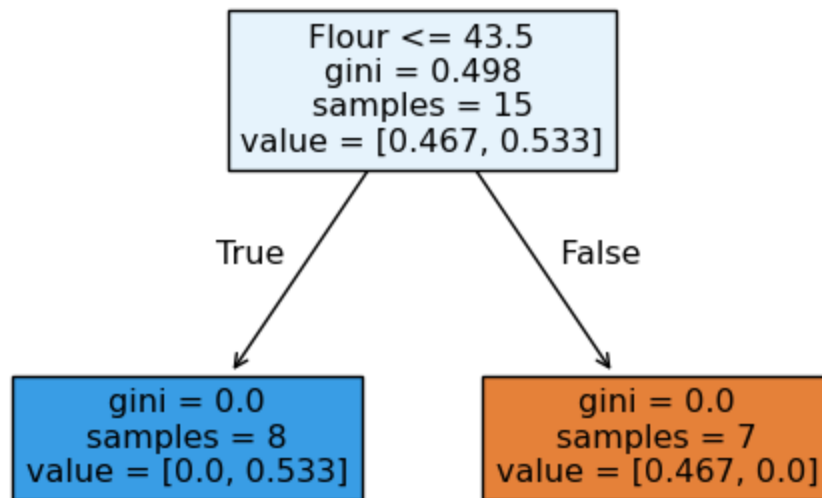 Flour <= 43.5
gini = 0.498
samples = 15
value = [0.467, 0.533]
True
False
gini = 0.0
samples = 8
value = [0.0, 0.533]
gini = 0.0
samples = 7
value = [0.467, 0.0]